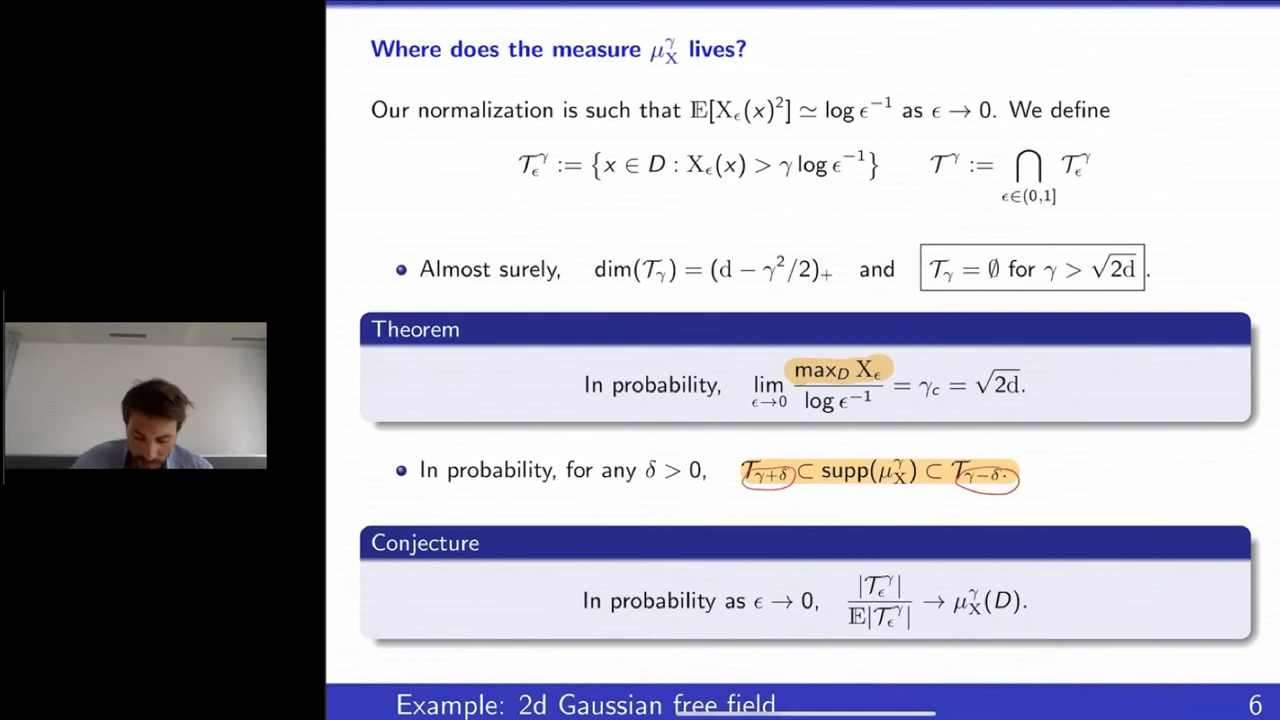 Where does the measure μ_X^γ lives?
Our normalization is such that 𝔼[X_ϵ(x)²] ≃ log ϵ⁻¹ as ϵ → 0. We define
𝒯_ϵ^γ := {x ∈ D : X_ϵ(x) > γ log ϵ⁻¹} 𝒯^γ := ⋂_{ϵ∈(0,1]} 𝒯_ϵ^γ
• Almost surely, dim(𝒯_γ) = (d − γ²/2)₊ and 𝒯_γ = ∅ for γ > √2d.
Theorem
In probability, lim_{ϵ→0} max_D X_ϵ / log ϵ⁻¹ = γ_c = √2d.
• In probability, for any δ > 0, 𝒯_{γ+δ} ⊂ supp(μ_X^γ) ⊂ 𝒯_{γ−δ}.
Conjecture
In probability as ϵ → 0, |𝒯_ϵ^γ| / 𝔼|𝒯_ϵ^γ| → μ_X^γ(D).
Example: 2d Gaussian free field 6